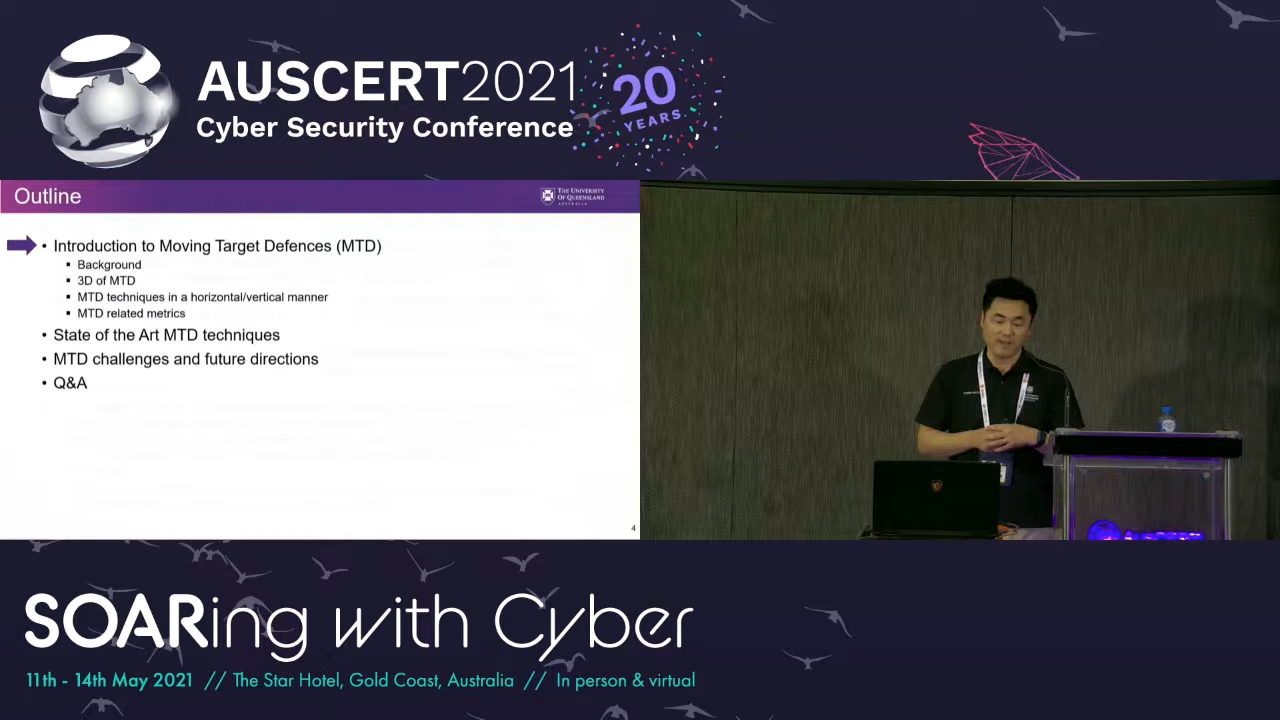 AUSCERT2021
Cyber Security Conference
20
YEARS
Outline
THE UNIVERSITY
OF QUEENSLAND
AUSTRALIA
• Introduction to Moving Target Defences (MTD)
▪ Background
▪ 3D of MTD
▪ MTD techniques in a horizontal/vertical manner
▪ MTD related metrics
• State of the Art MTD techniques
• MTD challenges and future directions
• Q&A
4
SOARing with Cyber
11th - 14th May 2021 // The Star Hotel, Gold Coast, Australia // In person & virtual